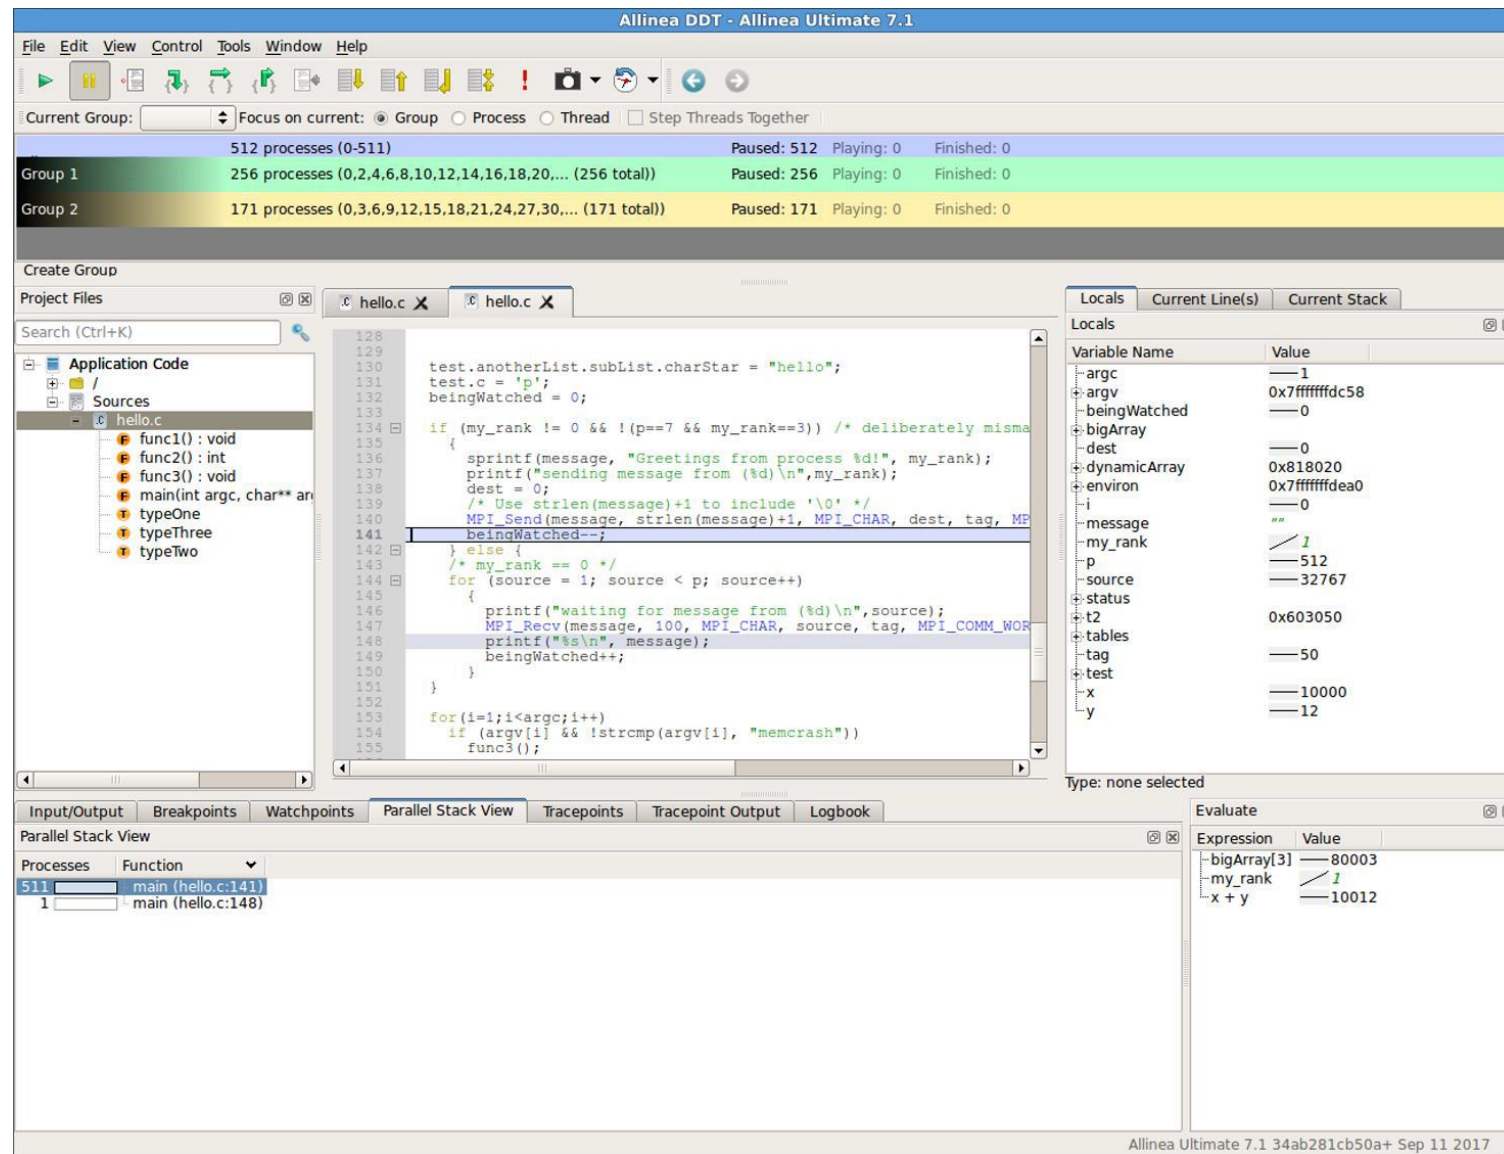 Allinea DDT - Allinea Ultimate 7.1
File Edit View Control Tools Window Help
Current Group: Focus on current: Group Process Thread Step Threads Together
512 processes (0-511) Paused: 512 Playing: 0 Finished: 0
Group 1 256 processes (0,2,4,6,8,10,12,14,16,18,20,... (256 total)) Paused: 256 Playing: 0 Finished: 0
Group 2 171 processes (0,3,6,9,12,15,18,21,24,27,30,... (171 total)) Paused: 171 Playing: 0 Finished: 0
Create Group
Project Files
Search (Ctrl+K)
Application Code
/
Sources
hello.c
func1() : void
func2() : int
func3() : void
main(int argc, char** ar
typeOne
typeThree
typeTwo
hello.c hello.c
128
129
130 test.anotherList.subList.charStar = "hello";
131 test.c = 'p';
132 beingWatched = 0;
133
134 if (my_rank != 0 && !(p==7 && my_rank==3)) /* deliberately misma
135 {
136 sprintf(message, "Greetings from process %d!", my_rank);
137 printf("sending message from (%d)\n",my_rank);
138 dest = 0;
139 /* Use strlen(message)+1 to include '\0' */
140 MPI_Send(message, strlen(message)+1, MPI_CHAR, dest, tag, MP
141 beingWatched--;
142 } else {
143 /* my_rank == 0 */
144 for (source = 1; source < p; source++)
145 {
146 printf("waiting for message from (%d)\n",source);
147 MPI_Recv(message, 100, MPI_CHAR, source, tag, MPI_COMM_WOR
148 printf("%s\n", message);
149 beingWatched++;
150 }
151 }
152
153 for(i=1;i<argc;i++)
154 if (argv[i] && !strcmp(argv[i], "memcrash"))
155 func3();
Locals Current Line(s) Current Stack
Locals
Variable Name Value
argc 1
argv 0x7fffffffdc58
beingWatched 0
bigArray
dest 0
dynamicArray 0x818020
environ 0x7fffffffdea0
i 0
message ""
my_rank 1
p 512
source 32767
status
t2 0x603050
tables
tag 50
test
x 10000
y 12
Type: none selected
Input/Output Breakpoints Watchpoints Parallel Stack View Tracepoints Tracepoint Output Logbook
Parallel Stack View
Processes Function
511 main (hello.c:141)
1 main (hello.c:148)
Evaluate
Expression Value
bigArray[3] 80003
my_rank 1
x + y 10012
Allinea Ultimate 7.1 34ab281cb50a+ Sep 11 2017